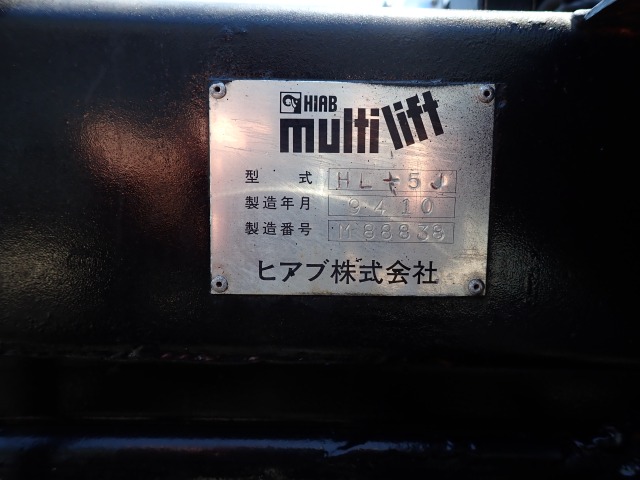 HIAB
multilift
型式 HL-5J
製造年月 9410
製造番号 M88838
ヒアブ株式会社